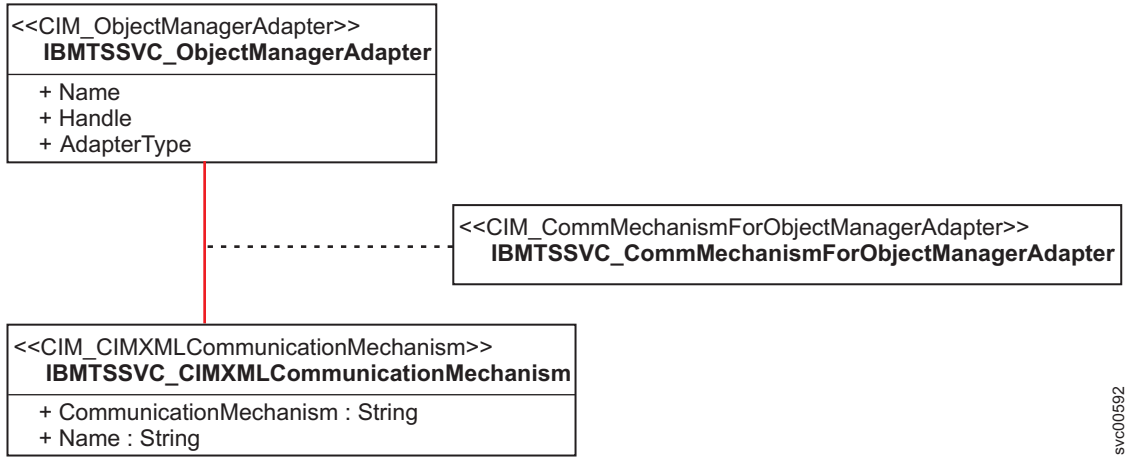 <<CIM_ObjectManagerAdapter>>
IBMTSSVC_ObjectManagerAdapter
+ Name
+ Handle
+ AdapterType
<<CIM_CommMechanismForObjectManagerAdapter>>
IBMTSSVC_CommMechanismForObjectManagerAdapter
<<CIM_CIMXMLCommunicationMechanism>>
IBMTSSVC_CIMXMLCommunicationMechanism
+ CommunicationMechanism : String
+ Name : String
svc00592